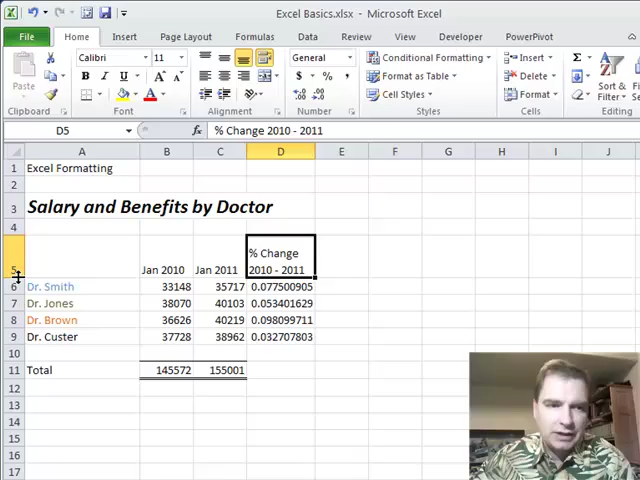 Excel Basics.xlsx - Microsoft Excel
File Home Insert Page Layout Formulas Data Review View Developer PowerPivot
Calibri 11 General Conditional Formatting Insert Σ
Paste B I U $ % , Format as Table Delete Sort & Find &
A Cell Styles Format Filter Select
Clipboard Font Alignment Number Styles Cells Editing
D5 fx % Change 2010 - 2011
A B C D E F G H I J
1 Excel Formatting
2
3 Salary and Benefits by Doctor
4
% Change
5 Jan 2010 Jan 2011 2010 - 2011
6 Dr. Smith 33148 35717 0.077500905
7 Dr. Jones 38070 40103 0.053401629
8 Dr. Brown 36626 40219 0.098099711
9 Dr. Custer 37728 38962 0.032707803
10
11 Total 145572 155001
12
13
14
15
16
17